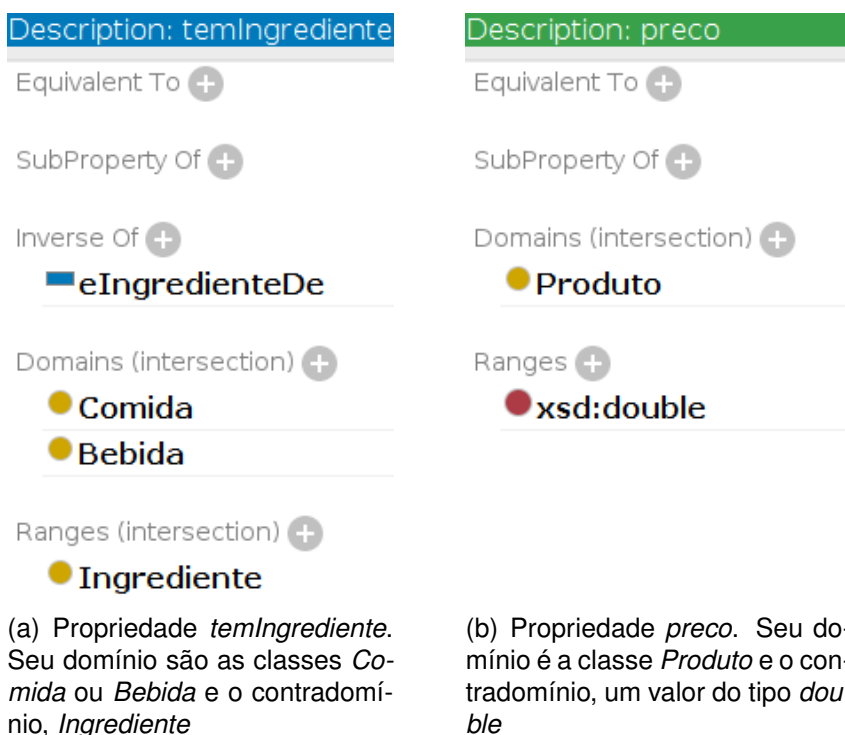 Description: temIngrediente
Equivalent To
SubProperty Of
Inverse Of
eIngredienteDe
Domains (intersection)
Comida
Bebida
Ranges (intersection)
Ingrediente
(a) Propriedade temIngrediente.
Seu domínio são as classes Co-
mida ou Bebida e o contradomí-
nio, Ingrediente
Description: preco
Equivalent To
SubProperty Of
Domains (intersection)
Produto
Ranges
xsd:double
(b) Propriedade preco. Seu do-
mínio é a classe Produto e o con-
tradomínio, um valor do tipo dou-
ble